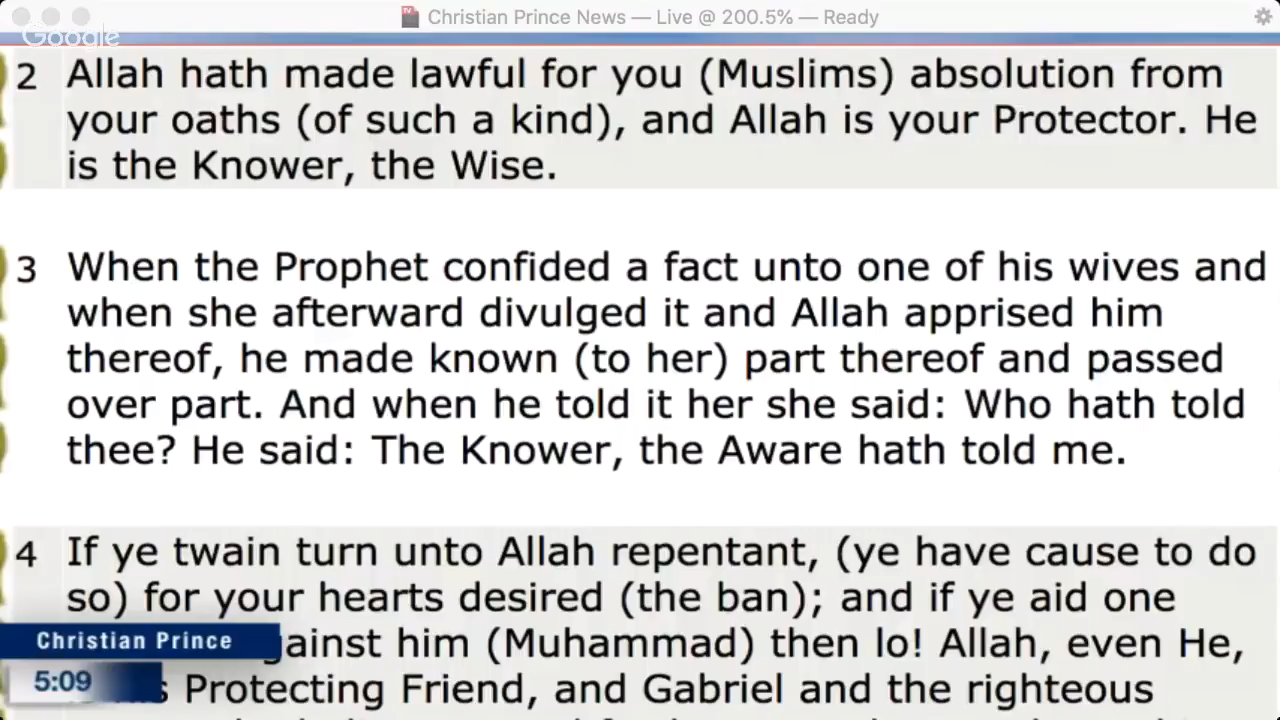 Christian Prince News — Live @ 200.5% — Ready
Google
2 Allah hath made lawful for you (Muslims) absolution from
your oaths (of such a kind), and Allah is your Protector. He
is the Knower, the Wise.
3 When the Prophet confided a fact unto one of his wives and
when she afterward divulged it and Allah apprised him
thereof, he made known (to her) part thereof and passed
over part. And when he told it her she said: Who hath told
thee? He said: The Knower, the Aware hath told me.
4 If ye twain turn unto Allah repentant, (ye have cause to do
so) for your hearts desired (the ban); and if ye aid one
Christian Prince
him (Muhammad) then lo! Allah, even He,
5:09
Protecting Friend, and Gabriel and the righteous